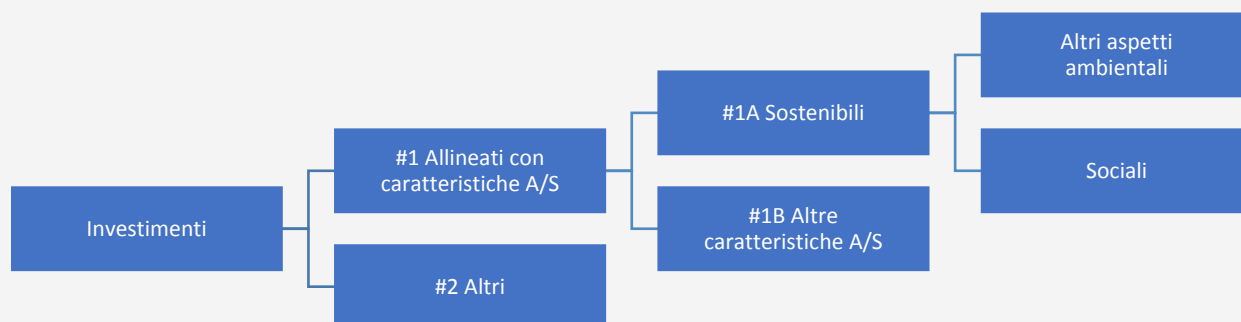 Investimenti
#1 Allineati con
caratteristiche A/S
#2 Altri
#1A Sostenibili
#1B Altre
caratteristiche A/S
Altri aspetti
ambientali
Sociali